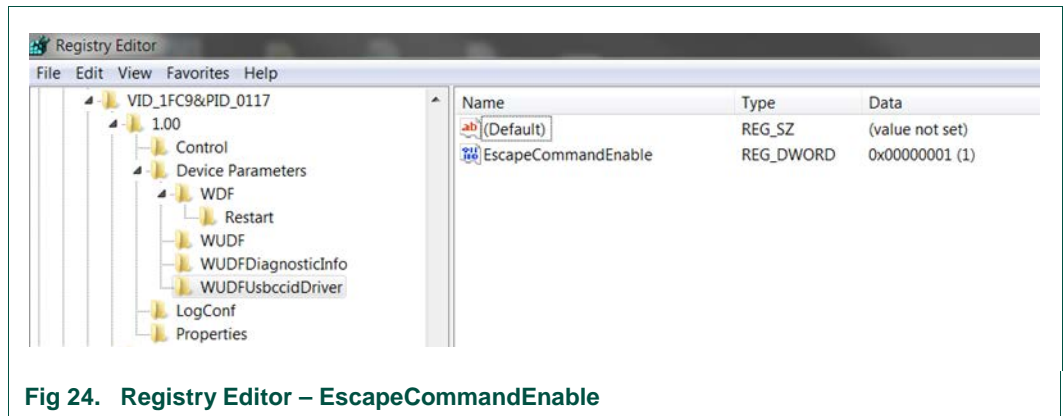 Registry Editor
File Edit View Favorites Help
VID_1FC9&PID_0117
1.00
Control
Device Parameters
WDF
Restart
WUDF
WUDFDiagnosticInfo
WUDFUsbccidDriver
LogConf
Properties
Name Type Data
ab (Default) REG_SZ (value not set)
EscapeCommandEnable REG_DWORD 0x00000001 (1)
Fig 24. Registry Editor – EscapeCommandEnable